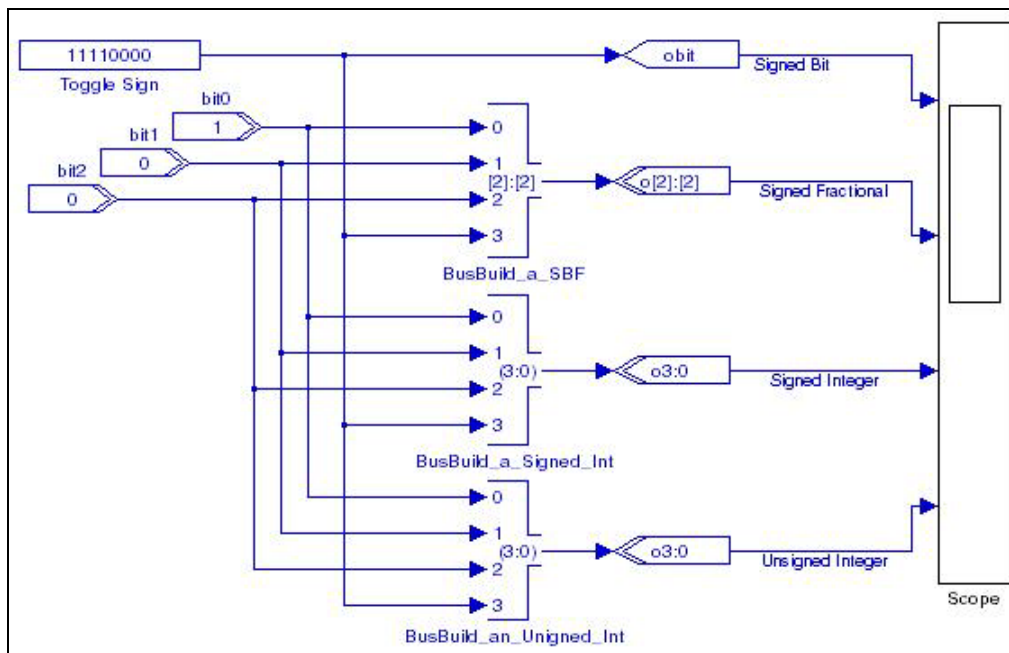 11110000
obit
Toggle Sign
Signed Bit
bit0
1
0
bit1
0
1
[2]:[2]
o[2]:[2]
bit2
0
2
Signed Fractional
3
BusBuild_a_SBF
0
1
(3:0)
o3:0
2
Signed Integer
3
BusBuild_a_Signed_Int
0
1
(3:0)
o3:0
2
Unsigned Integer
3
Scope
BusBuild_an_Unigned_Int